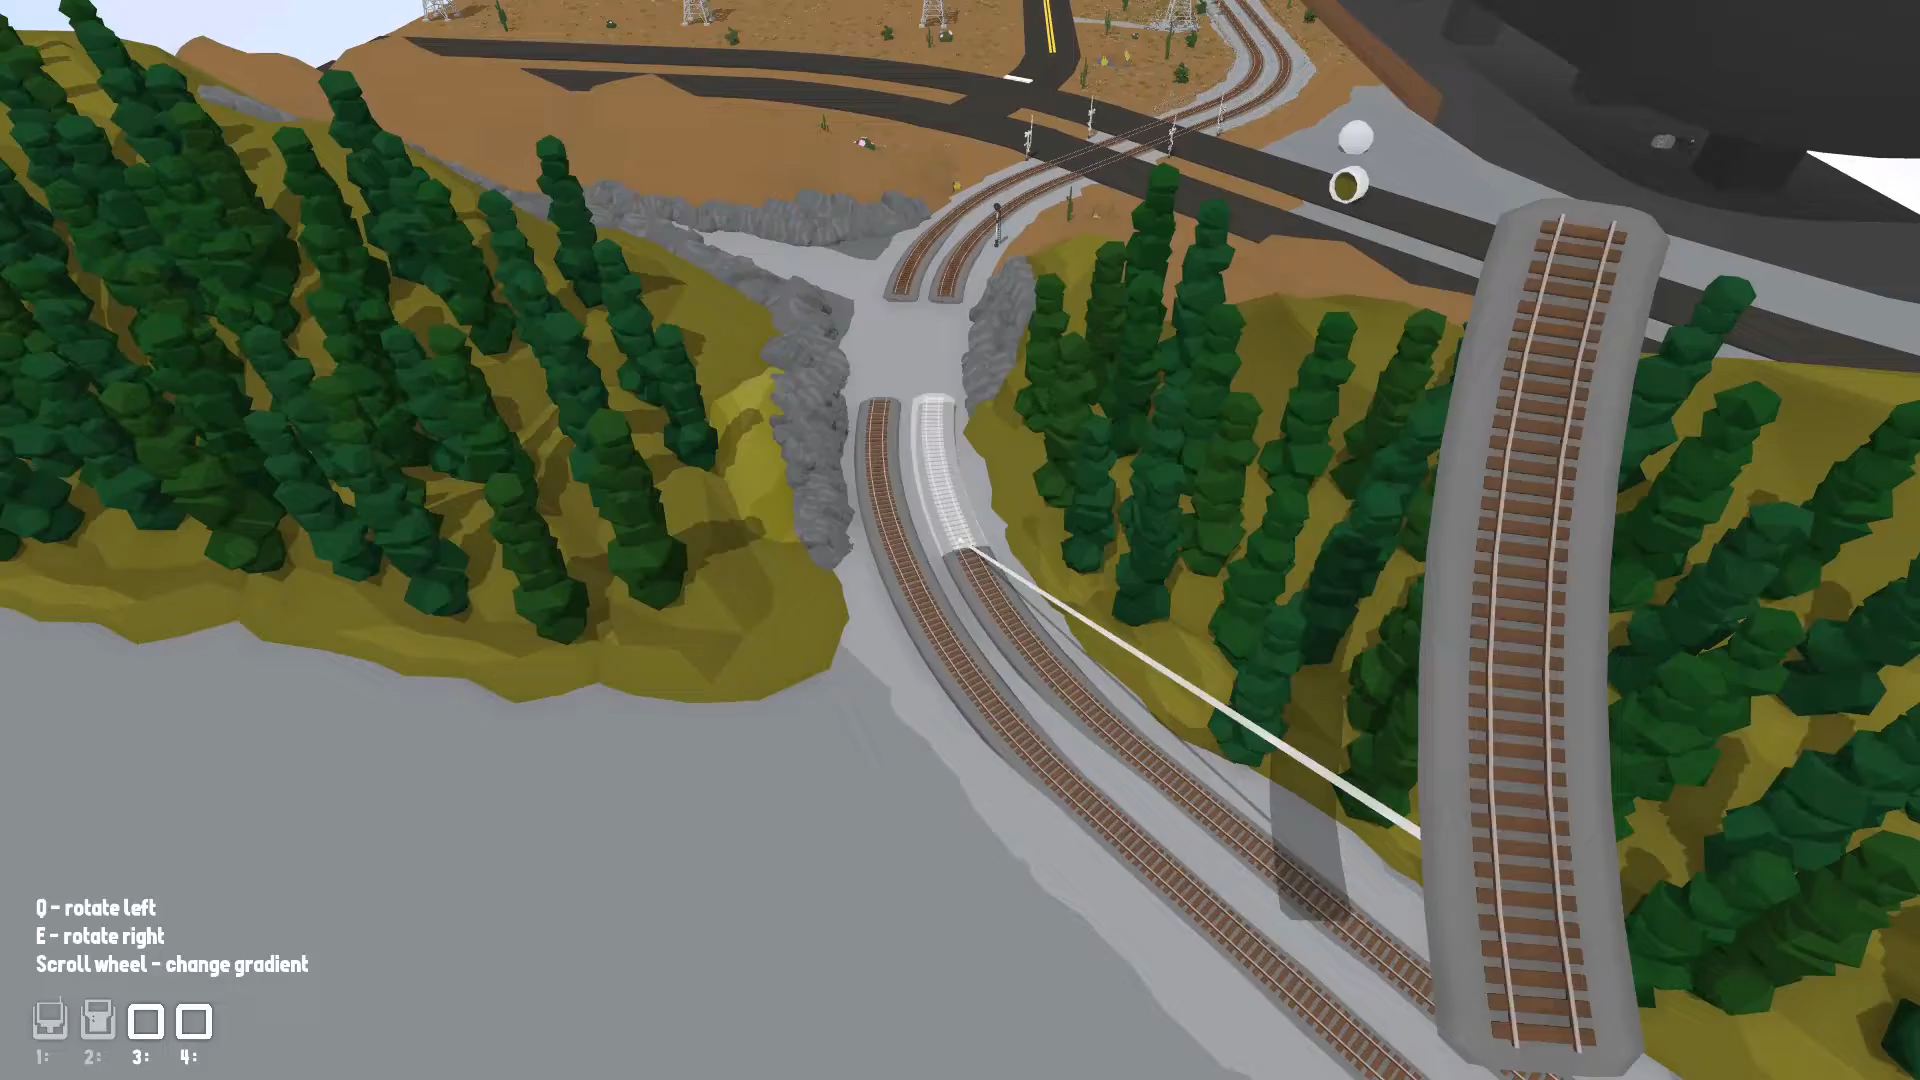 Q - rotate left
E - rotate right
Scroll wheel - change gradient
1: 2: 3: 4: